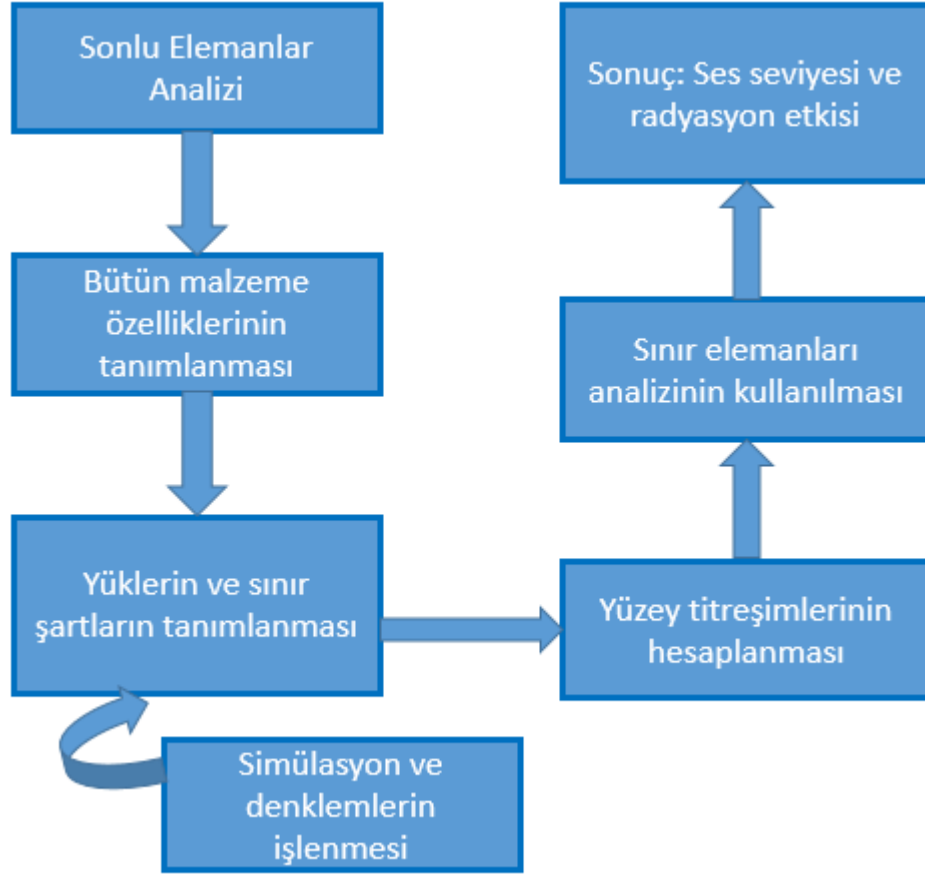 Sonlu Elemanlar
Analizi
Bütün malzeme
özelliklerinin
tanımlanması
Yüklerin ve sınır
şartların tanımlanması
Simülasyon ve
denklemlerin
işlenmesi
Yüzey titreşimlerinin
hesaplanması
Sınır elemanları
analizinin kullanılması
Sonuç: Ses seviyesi ve
radyasyon etkisi